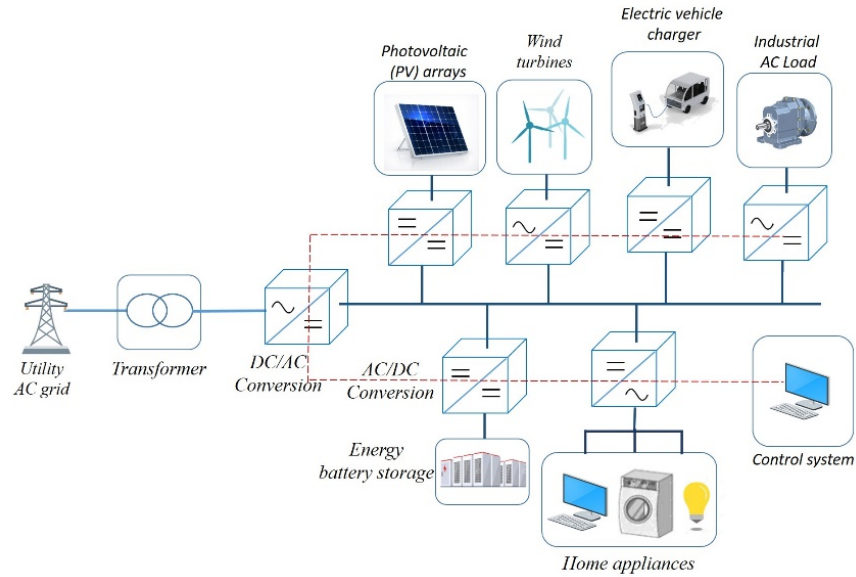 Electric vehicle
charger
Photovoltaic
(PV) arrays
Wind
turbines
Industrial
AC Load
Utility
AC grid
Transformer
DC/AC
Conversion
AC/DC
Conversion
Energy
battery storage
Control system
Home appliances